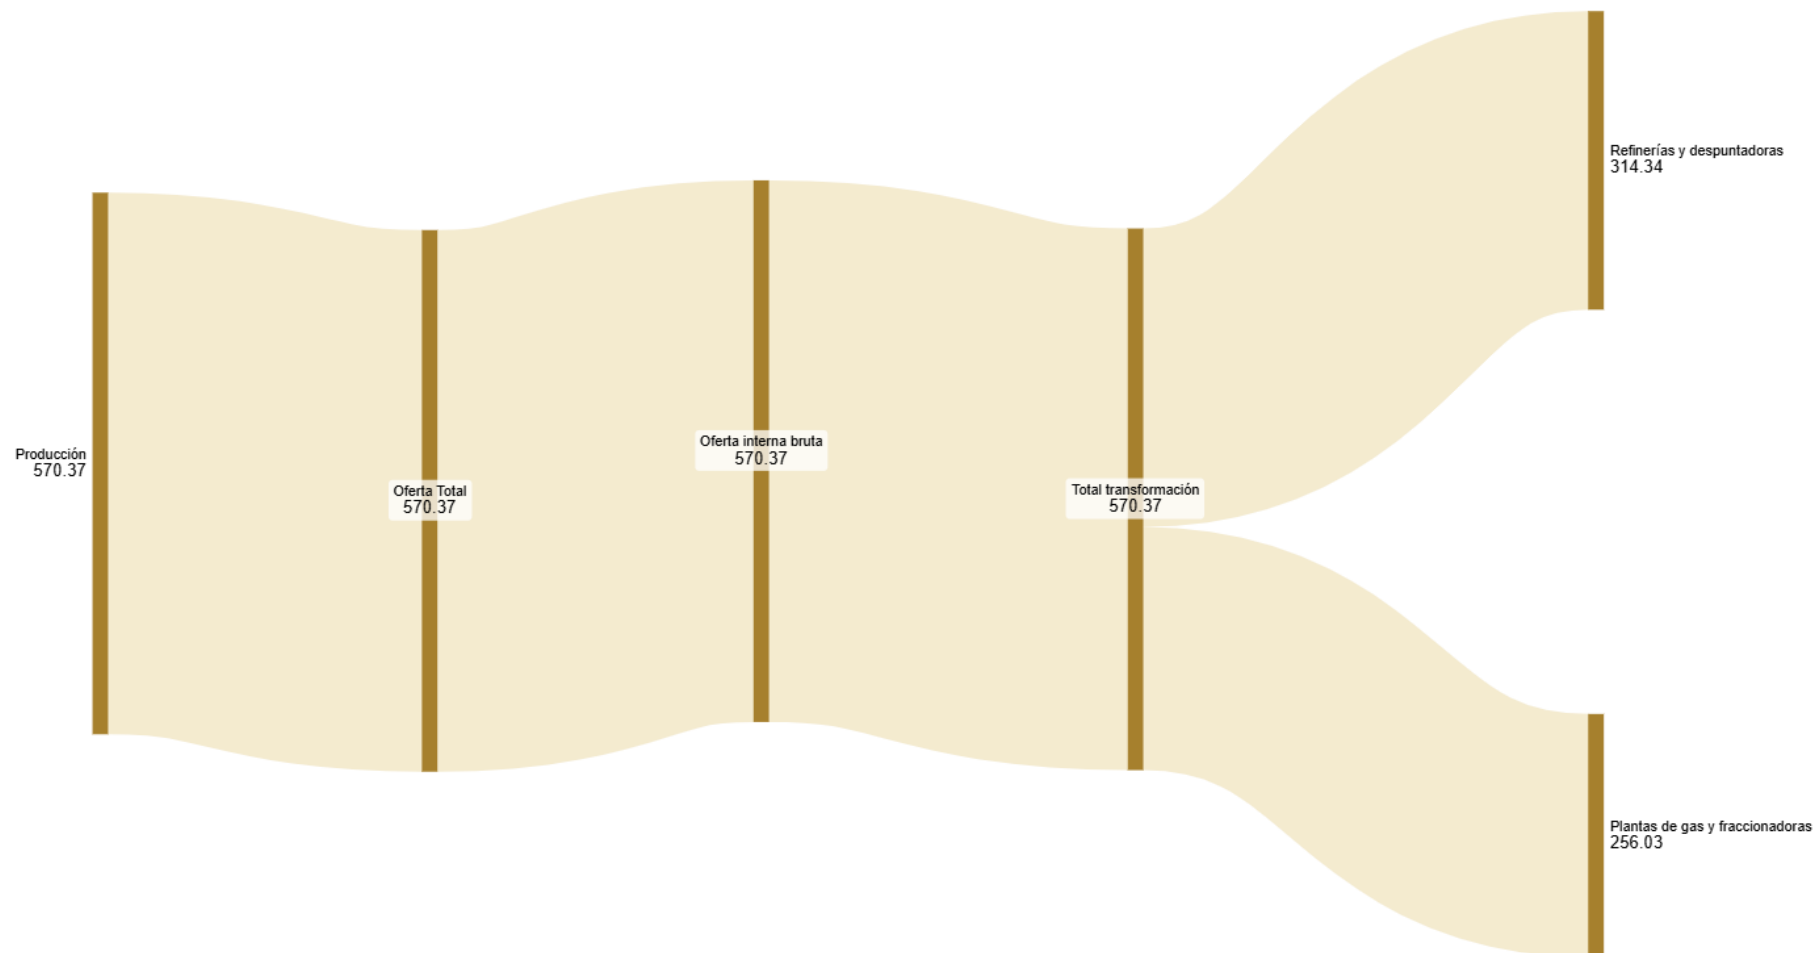 Producción
570.37
Oferta Total
570.37
Oferta interna bruta
570.37
Total transformación
570.37
Refinerías y despuntadoras
314.34
Plantas de gas y fraccionadoras
256.03